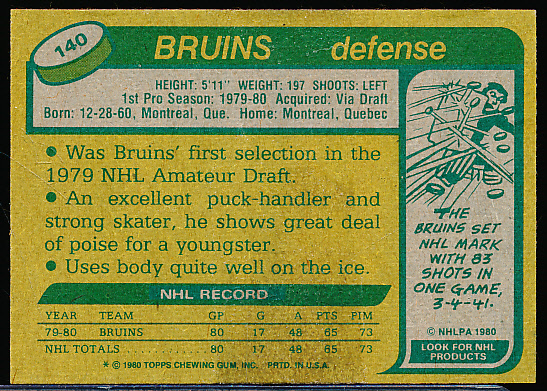 140
BRUINS defense
HEIGHT: 5'11" WEIGHT: 197 SHOOTS: LEFT
1st Pro Season: 1979-80 Acquired: Via Draft
Born: 12-28-60, Montreal, Que. Home: Montreal, Quebec
• Was Bruins' first selection in the
1979 NHL Amateur Draft.
• An excellent puck-handler and
strong skater, he shows great deal
of poise for a youngster.
• Uses body quite well on the ice.
NHL RECORD
YEAR TEAM GP G A PTS PIM
79-80 BRUINS 80 17 48 65 73
NHL TOTALS . . . . . . . . . . 80 17 48 65 73
* © 1980 TOPPS CHEWING GUM, INC. PRTD. IN U.S.A.
THE
BRUINS SET
NHL MARK
WITH 83
SHOTS IN
ONE GAME,
3-4-41.
© NHLPA 1980
LOOK FOR NHL
PRODUCTS